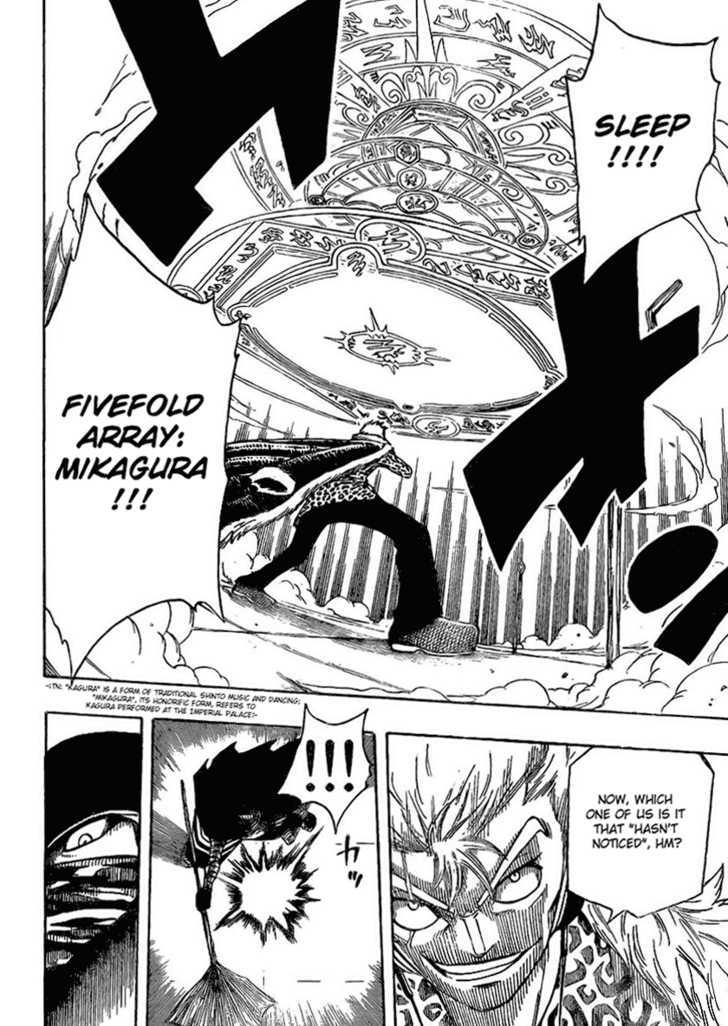 SLEEP
!!!!
FIVEFOLD
ARRAY:
MIKAGURA
!!!
-<TN: "KAGURA" IS A FORM OF TRADITIONAL SHINTO MUSIC AND DANCING;
"MIKAGURA", ITS HONORIFIC FORM, REFERS TO
KAGURA PERFORMED AT THE IMPERIAL PALACE>-
!!!
NOW, WHICH
ONE OF US IS IT
THAT "HASN'T
NOTICED", HM?